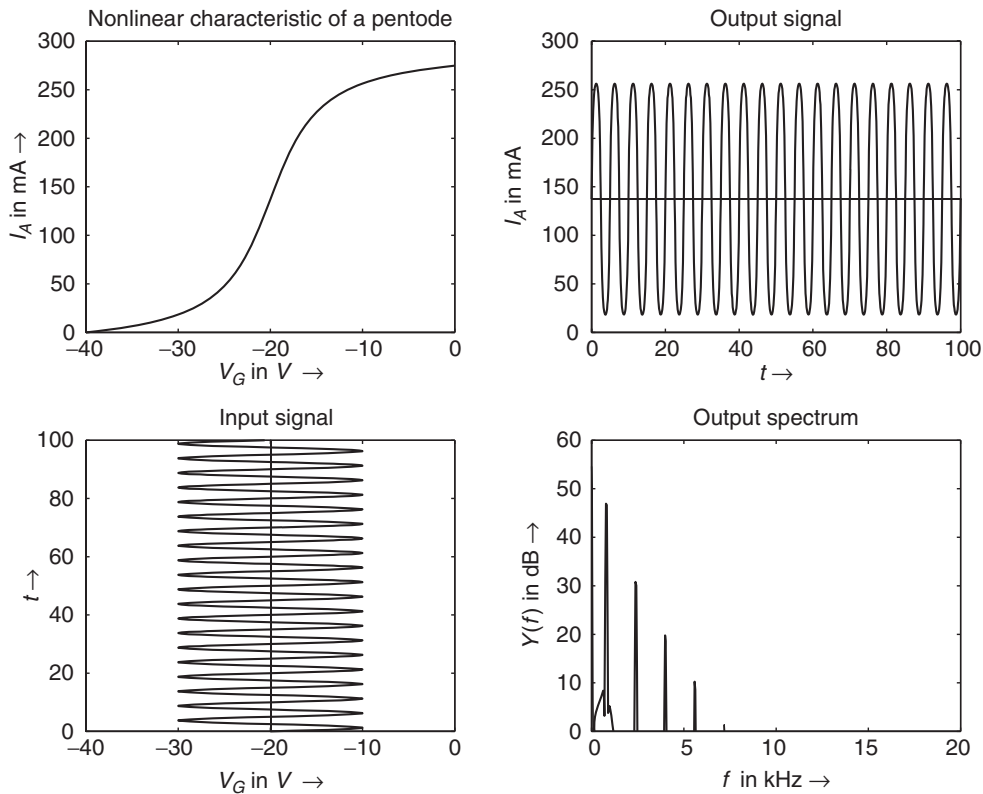 Nonlinear characteristic of a pentode
300
250
200
150
100
50
0
I_A in mA →
−40 −30 −20 −10 0
V_G in V →
Output signal
300
250
200
150
100
50
0
I_A in mA
0 20 40 60 80 100
t →
Input signal
100
80
60
40
20
0
t →
−40 −30 −20 −10 0
V_G in V →
Output spectrum
60
50
40
30
20
10
0
Y(f) in dB →
0 5 10 15 20
f in kHz →